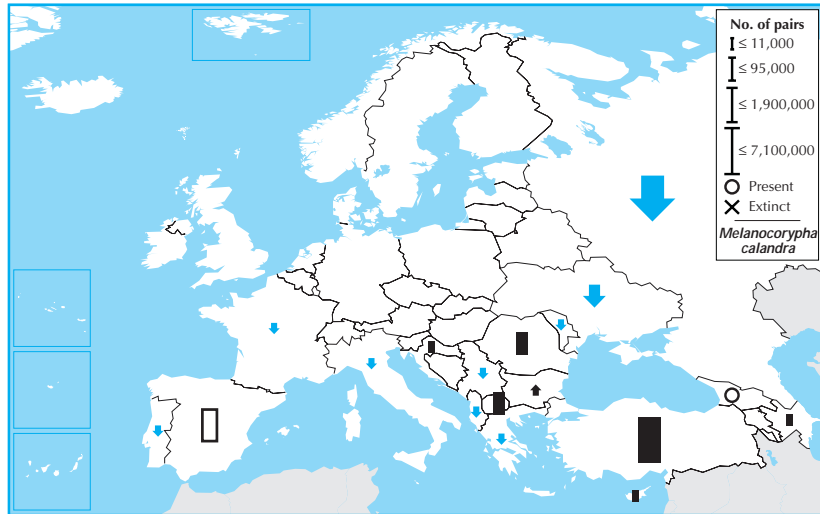 No. of pairs
≤ 11,000
≤ 95,000
≤ 1,900,000
≤ 7,100,000
Present
Extinct
Melanocorypha
calandra